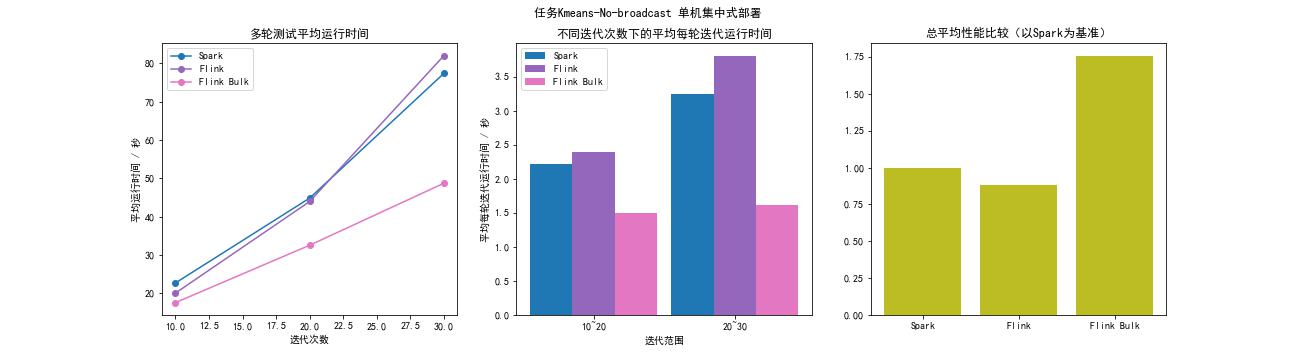 任务Kmeans-No-broadcast 单机集中式部署
多轮测试平均运行时间
Spark
Flink
Flink Bulk
平均运行时间 / 秒
80
70
60
50
40
30
20
10.0 12.5 15.0 17.5 20.0 22.5 25.0 27.5 30.0
迭代次数
不同迭代次数下的平均每轮迭代运行时间
Spark
Flink
Flink Bulk
平均每轮迭代运行时间 / 秒
3.5
3.0
2.5
2.0
1.5
1.0
0.5
0.0
10~20 20~30
迭代范围
总平均性能比较（以Spark为基准）
1.75
1.50
1.25
1.00
0.75
0.50
0.25
0.00
Spark Flink Flink Bulk